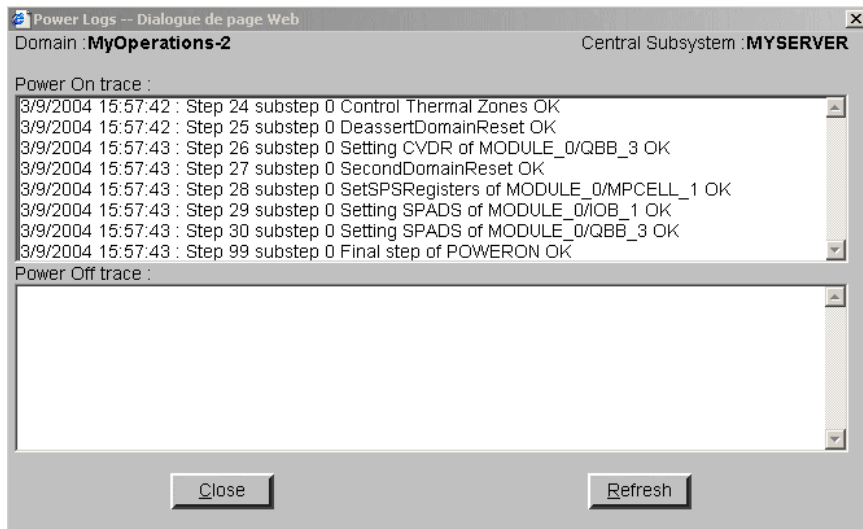 Power Logs -- Dialogue de page Web
Domain :MyOperations-2 Central Subsystem :MYSERVER
Power On trace :
3/9/2004 15:57:42 : Step 24 substep 0 Control Thermal Zones OK
3/9/2004 15:57:42 : Step 25 substep 0 DeassertDomainReset OK
3/9/2004 15:57:43 : Step 26 substep 0 Setting CVDR of MODULE_0/QBB_3 OK
3/9/2004 15:57:43 : Step 27 substep 0 SecondDomainReset OK
3/9/2004 15:57:43 : Step 28 substep 0 SetSPSRegisters of MODULE_0/MPCELL_1 OK
3/9/2004 15:57:43 : Step 29 substep 0 Setting SPADS of MODULE_0/IOB_1 OK
3/9/2004 15:57:43 : Step 30 substep 0 Setting SPADS of MODULE_0/QBB_3 OK
3/9/2004 15:57:43 : Step 99 substep 0 Final step of POWERON OK
Power Off trace :
Close Refresh